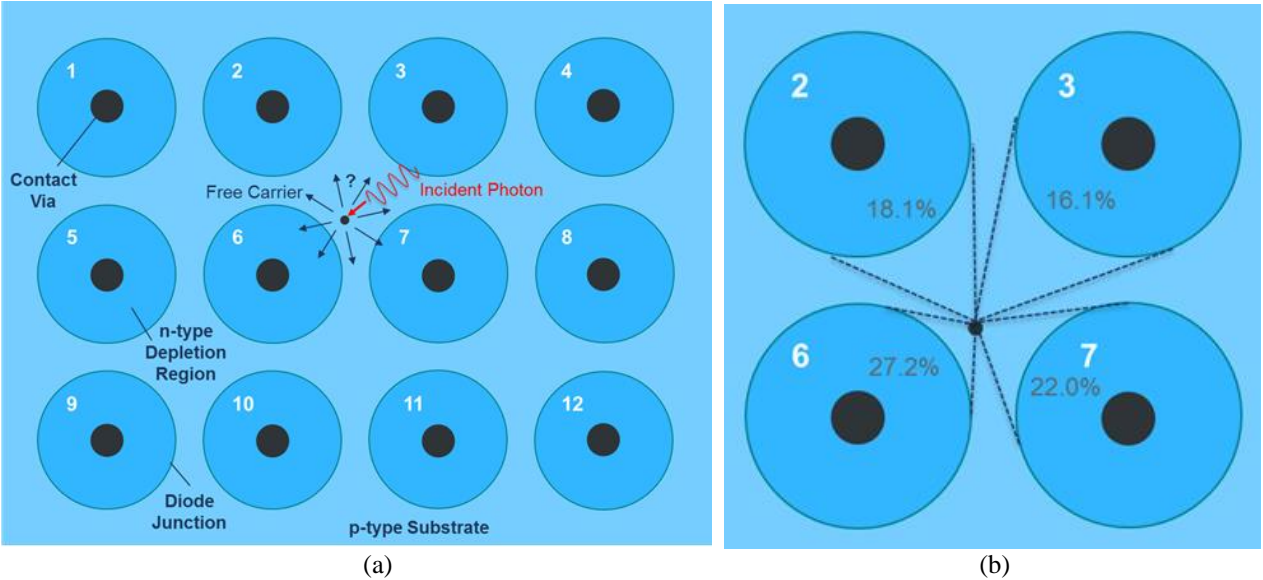 1
2
3
4
Contact
Via
Free Carrier
?
Incident Photon
5
6
7
8
n-type
Depletion
Region
9
10
11
12
Diode
Junction
p-type Substrate
(a)
2
3
18.1%
16.1%
6
7
27.2%
22.0%
(b)